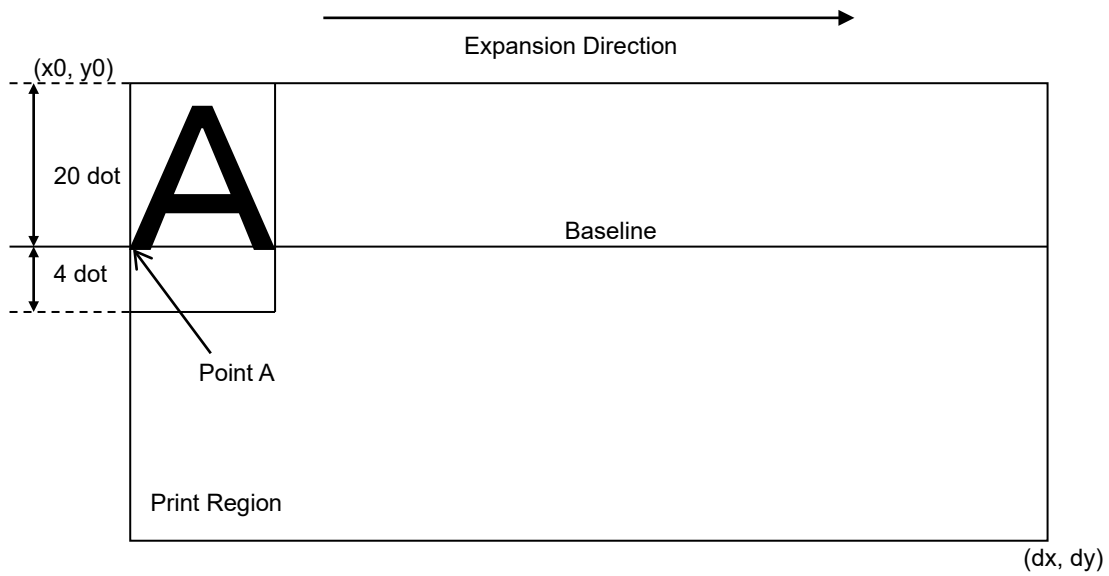 Expansion Direction
(x0, y0)
A
20 dot
Baseline
4 dot
Point A
Print Region
(dx, dy)